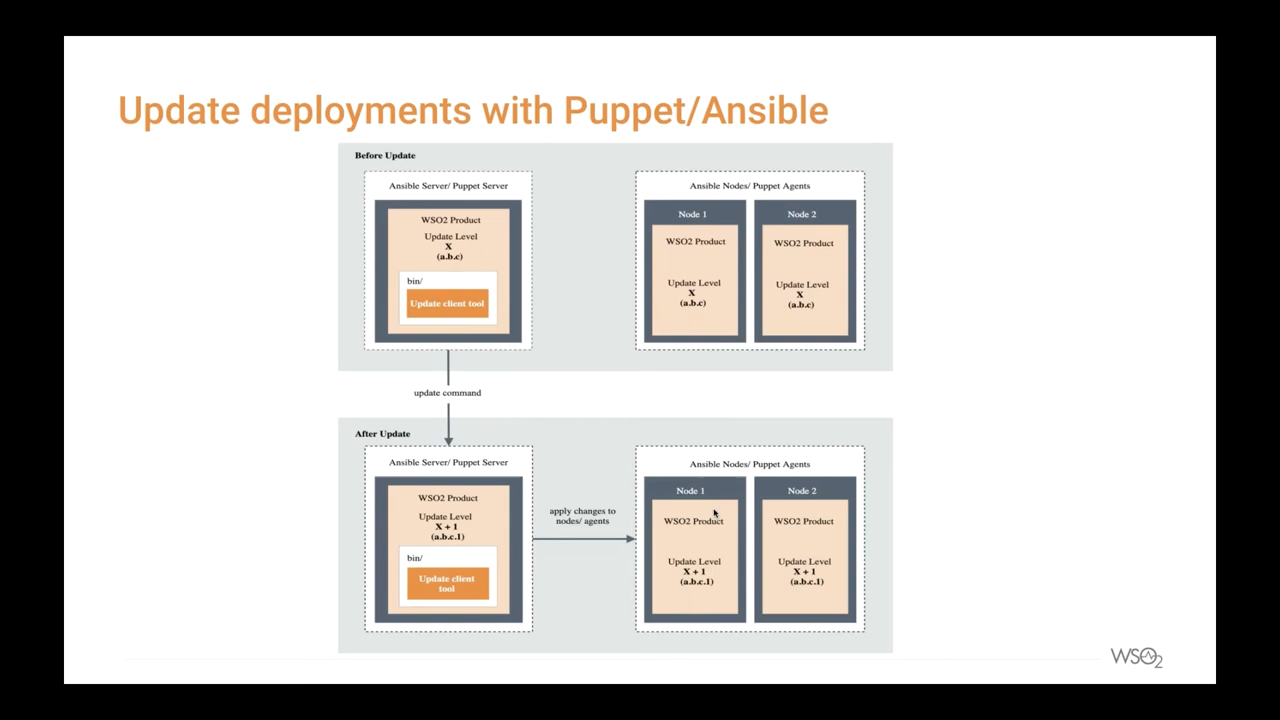 Update deployments with Puppet/Ansible
Before Update
Ansible Server/ Puppet Server
WSO2 Product
Update Level
X
(a.b.c)
bin/
Update client tool
Ansible Nodes/ Puppet Agents
Node 1
WSO2 Product
Update Level
X
(a.b.c)
Node 2
WSO2 Product
Update Level
X
(a.b.c)
update command
After Update
Ansible Server/ Puppet Server
WSO2 Product
Update Level
X + 1
(a.b.c.1)
bin/
Update client
tool
apply changes to
nodes/ agents
Ansible Nodes/ Puppet Agents
Node 1
WSO2 Product
Update Level
X + 1
(a.b.c.1)
Node 2
WSO2 Product
Update Level
X + 1
(a.b.c.1)
WSO2